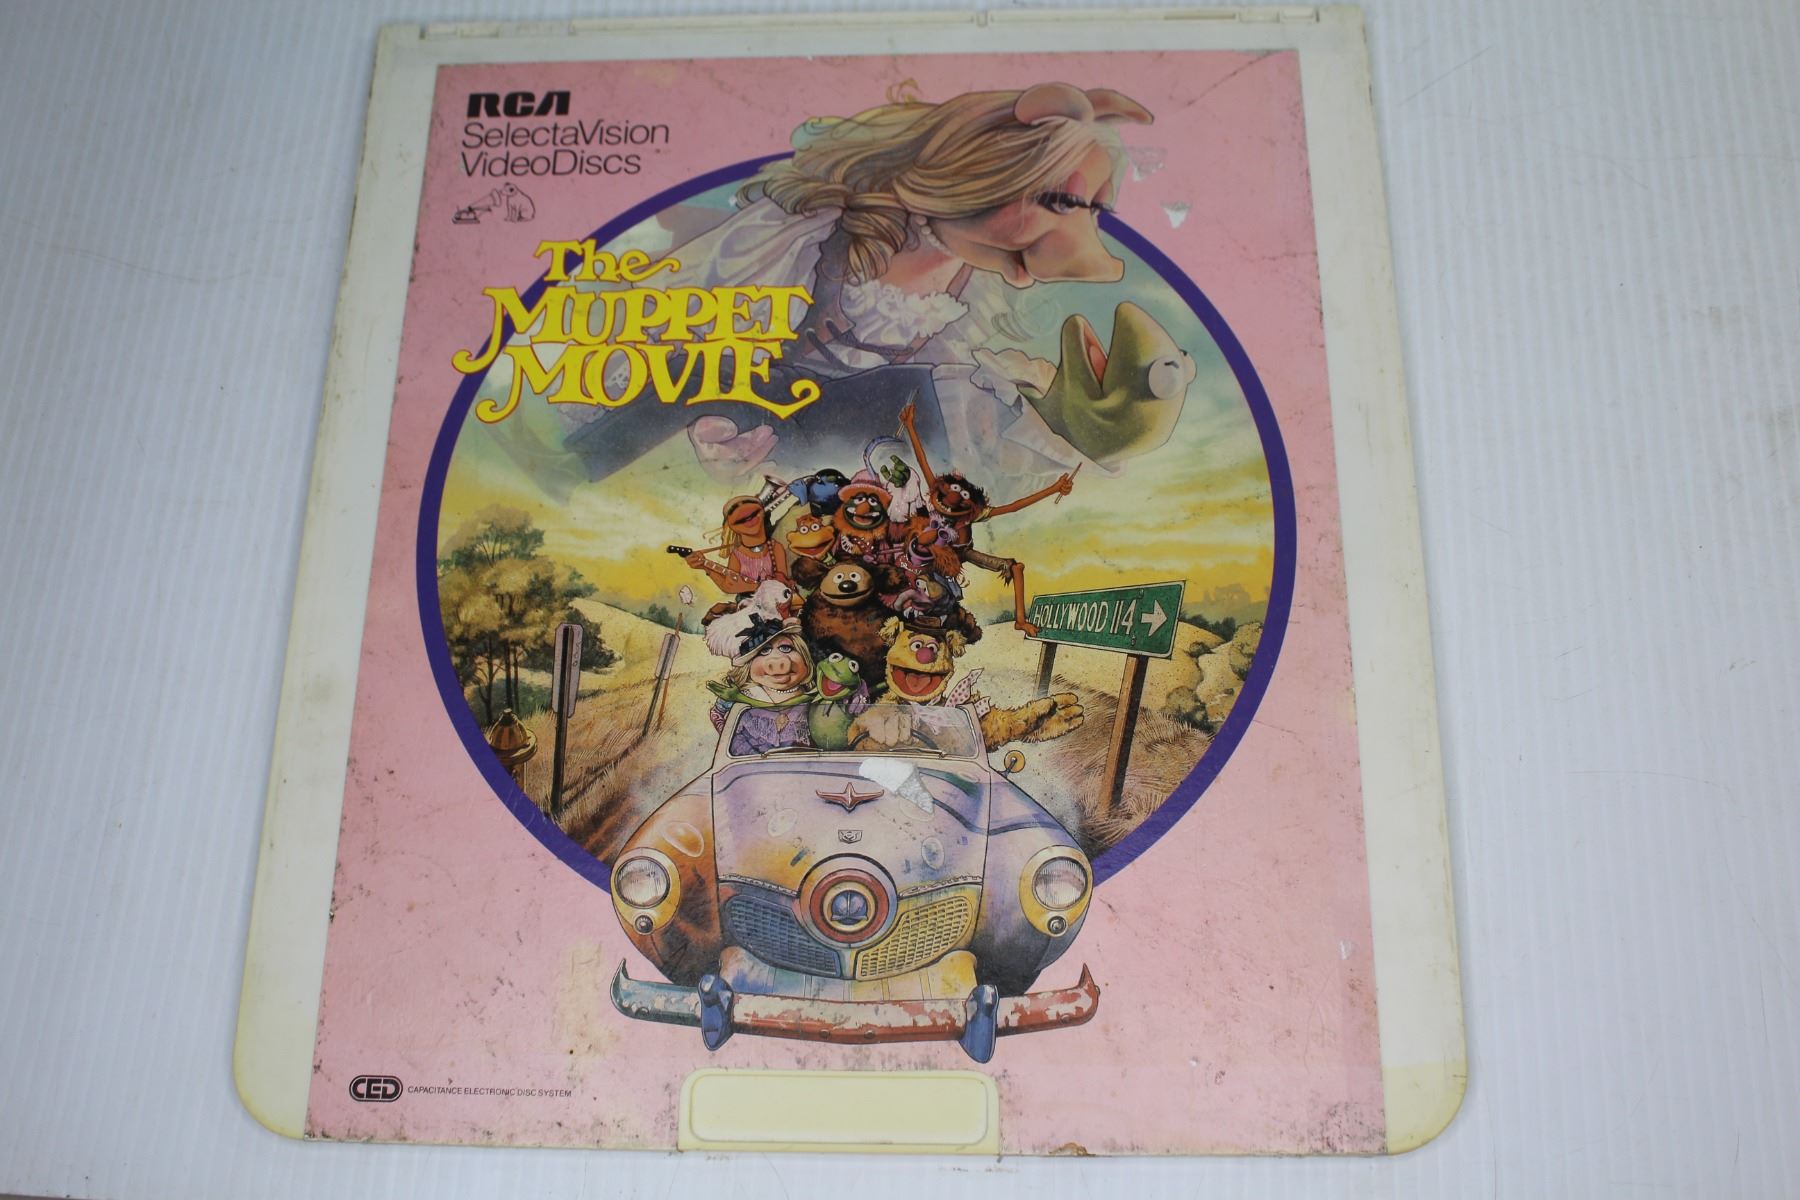 RCA
SelectaVision
VideoDiscs
The
MUPPET
MOVIE
HOLLYWOOD 114
CED CAPACITANCE ELECTRONIC DISC SYSTEM